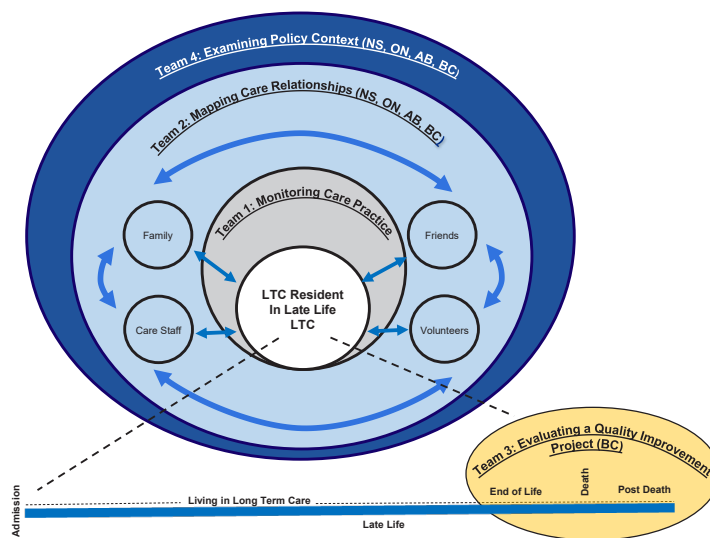 Team 4: Examining Policy Context (NS, ON, AB, BC)
Team 2: Mapping Care Relationships (NS, ON, AB, BC)
Team 1: Monitoring Care Practice
Family
Friends
LTC Resident
In Late Life
LTC
Care Staff
Volunteers
Team 3: Evaluating a Quality Improvement
Project (BC)
Admission
Living in Long Term Care
End of Life
Death
Post Death
Late Life